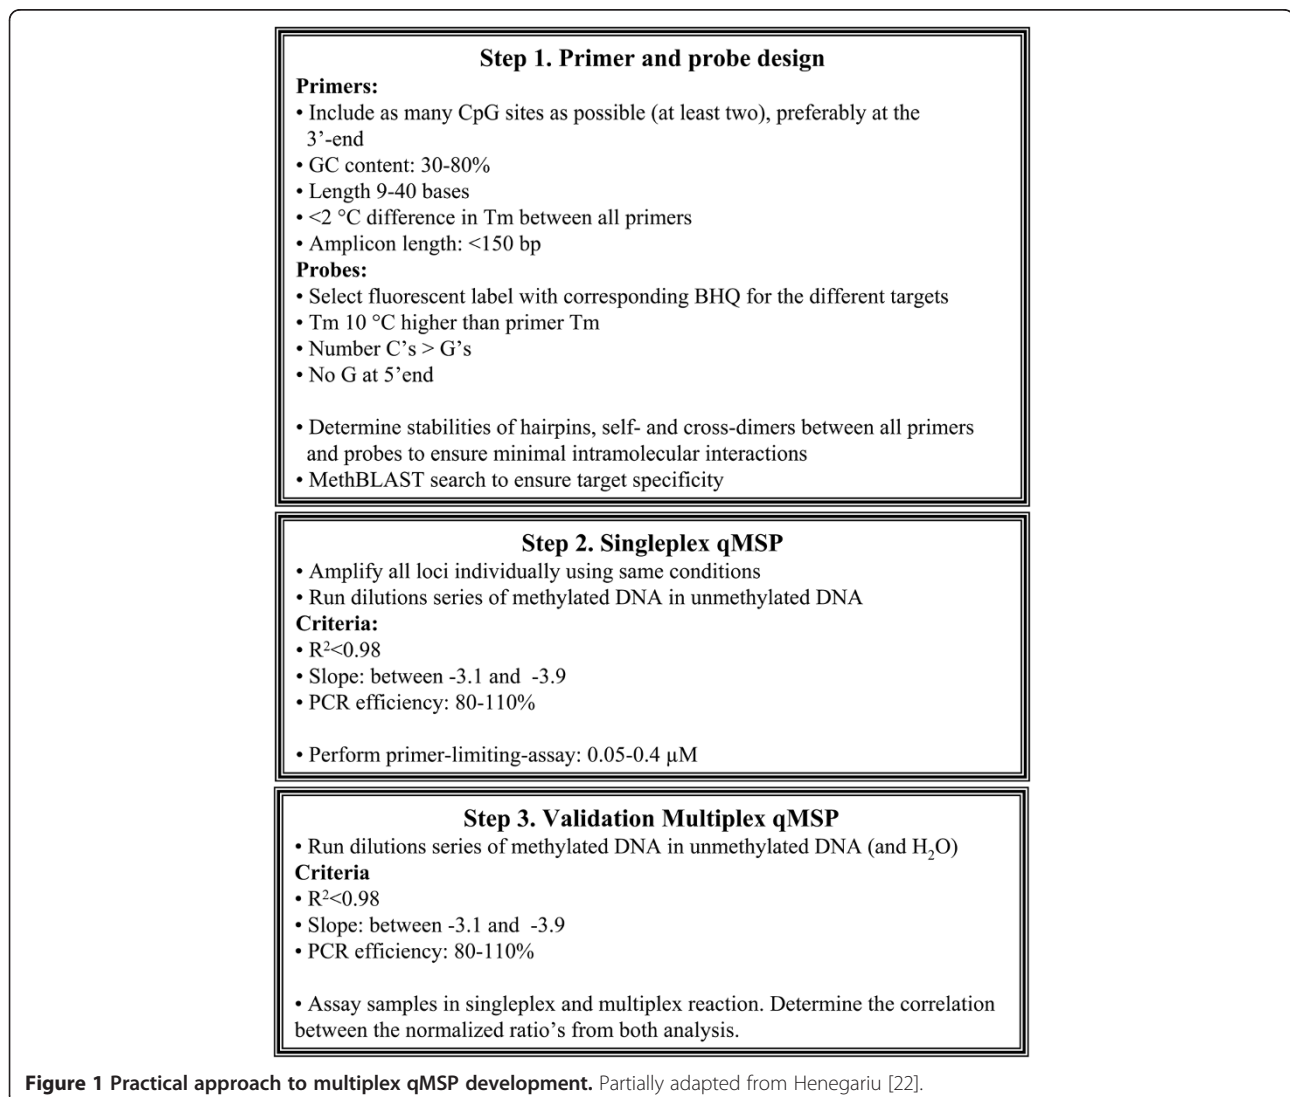 Step 1. Primer and probe design
Primers:
• Include as many CpG sites as possible (at least two), preferably at the
3’-end
• GC content: 30-80%
• Length 9-40 bases
• <2 °C difference in Tm between all primers
• Amplicon length: <150 bp
Probes:
• Select fluorescent label with corresponding BHQ for the different targets
• Tm 10 °C higher than primer Tm
• Number C’s > G’s
• No G at 5’end
• Determine stabilities of hairpins, self- and cross-dimers between all primers
and probes to ensure minimal intramolecular interactions
• MethBLAST search to ensure target specificity
Step 2. Singleplex qMSP
• Amplify all loci individually using same conditions
• Run dilutions series of methylated DNA in unmethylated DNA
Criteria:
• R²<0.98
• Slope: between -3.1 and -3.9
• PCR efficiency: 80-110%
• Perform primer-limiting-assay: 0.05-0.4 µM
Step 3. Validation Multiplex qMSP
• Run dilutions series of methylated DNA in unmethylated DNA (and H₂O)
Criteria
• R²<0.98
• Slope: between -3.1 and -3.9
• PCR efficiency: 80-110%
• Assay samples in singleplex and multiplex reaction. Determine the correlation
between the normalized ratio’s from both analysis.
Figure 1 Practical approach to multiplex qMSP development. Partially adapted from Henegariu [22].